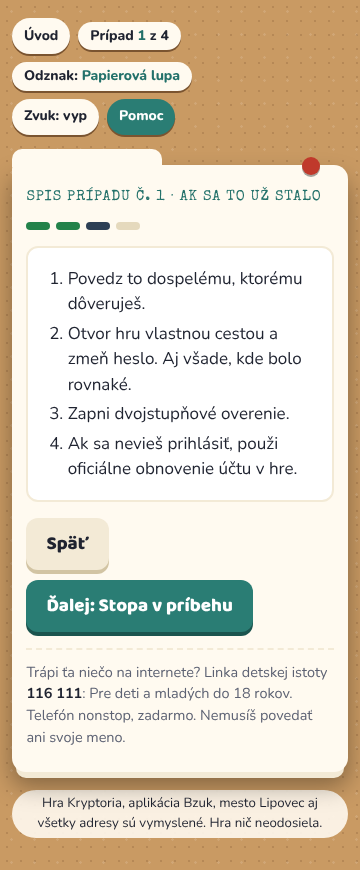 Úvod
Prípad 1 z 4
Odznak: Papierová lupa
Zvuk: vyp
Pomoc
SPIS PRÍPADU Č. 1 · AK SA TO UŽ STALO
1. Povedz to dospelému, ktorému
dôveruješ.
2. Otvor hru vlastnou cestou a
zmeň heslo. Aj všade, kde bolo
rovnaké.
3. Zapni dvojstupňové overenie.
4. Ak sa nevieš prihlásiť, použi
oficiálne obnovenie účtu v hre.
Späť
Ďalej: Stopa v príbehu
Trápi ťa niečo na internete? Linka detskej istoty
116 111: Pre deti a mladých do 18 rokov.
Telefón nonstop, zadarmo. Nemusíš povedať
ani svoje meno.
Hra Kryptoria, aplikácia Bzuk, mesto Lipovec aj
všetky adresy sú vymyslené. Hra nič neodosiela.